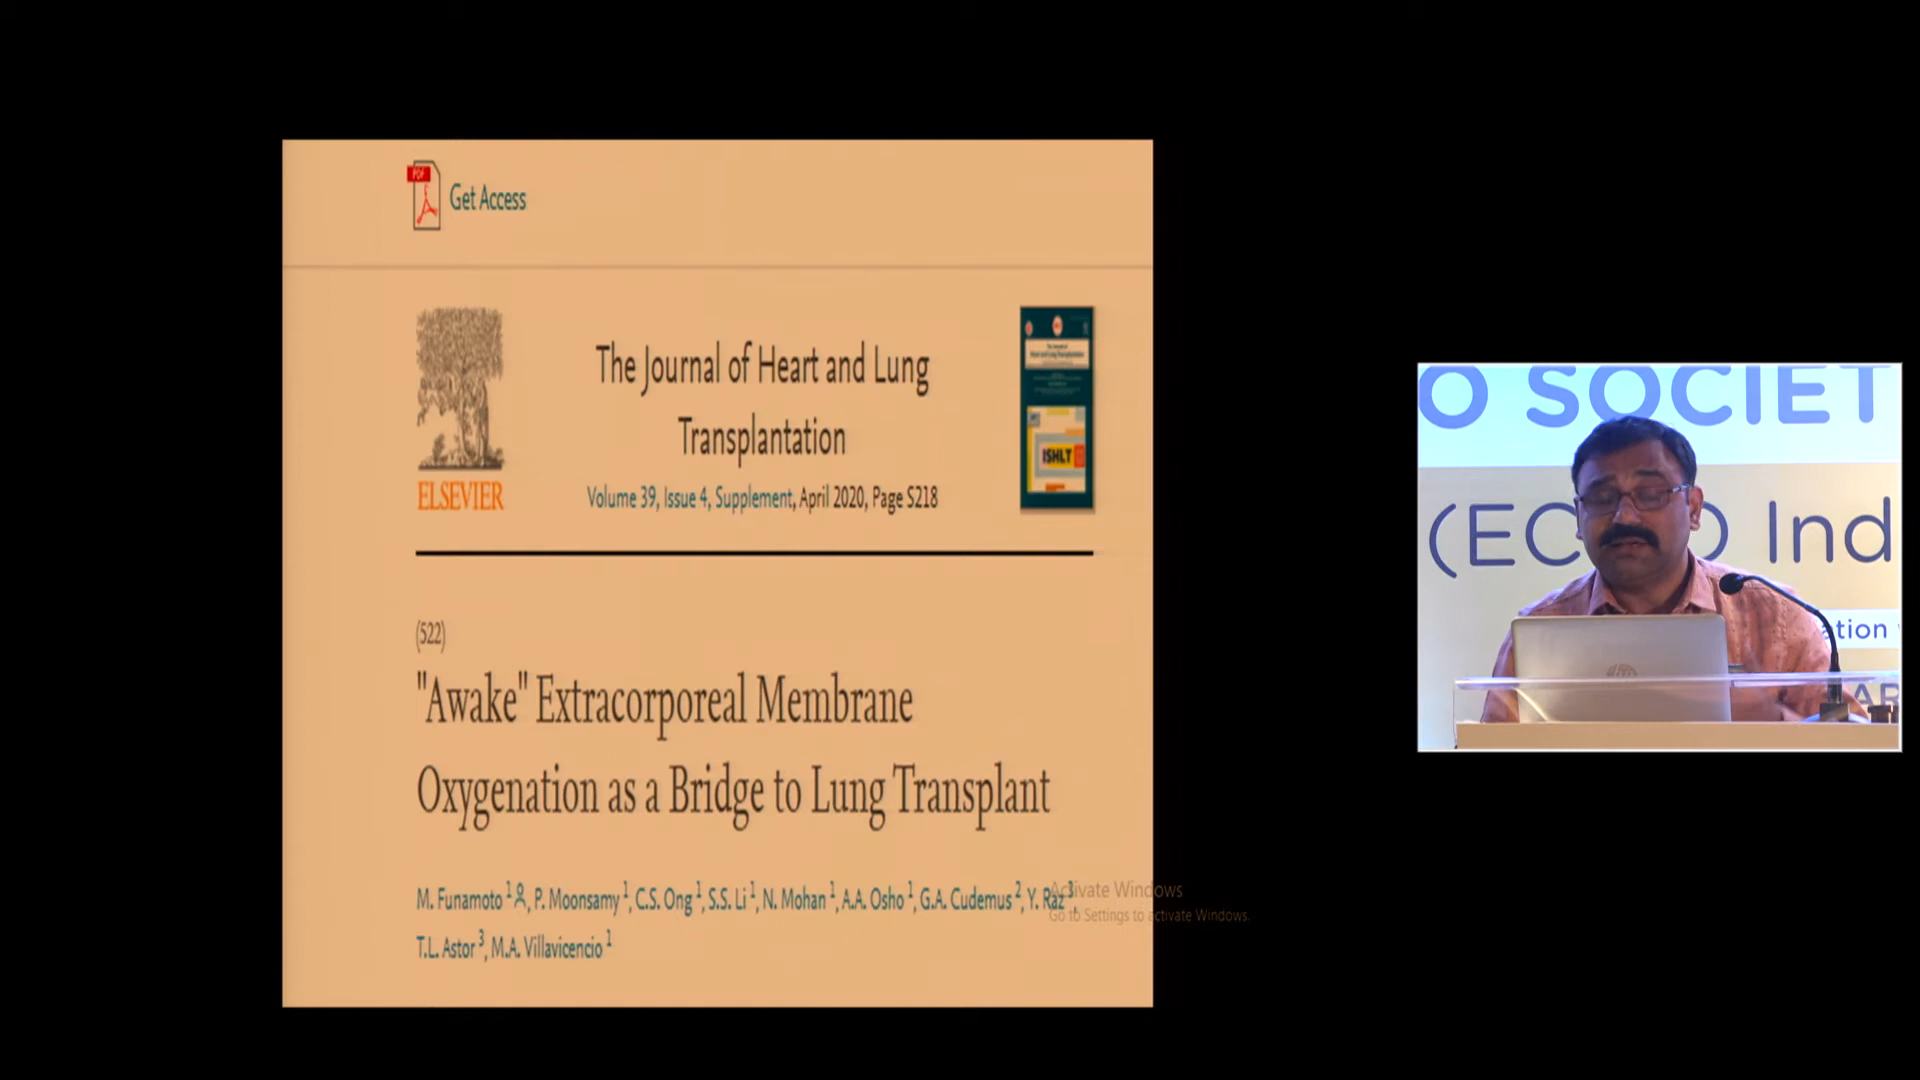 PDF
Get Access
The Journal of Heart and Lung
Transplantation
Volume 39, Issue 4, Supplement, April 2020, Page S218
ELSEVIER
ISHLT
(522)
"Awake" Extracorporeal Membrane
Oxygenation as a Bridge to Lung Transplant
M. Funamoto 1, P. Moonsamy 1, C.S. Ong 1, S.S. Li 1, N. Mohan 1, A.A. Osho 1, G.A. Cudemus 2, Y. Raz 3,
T.L. Astor 3, M.A. Villavicencio 1
Activate Windows
Go to Settings to activate Windows.
O SOCIET
(EC O Ind
ation
AR